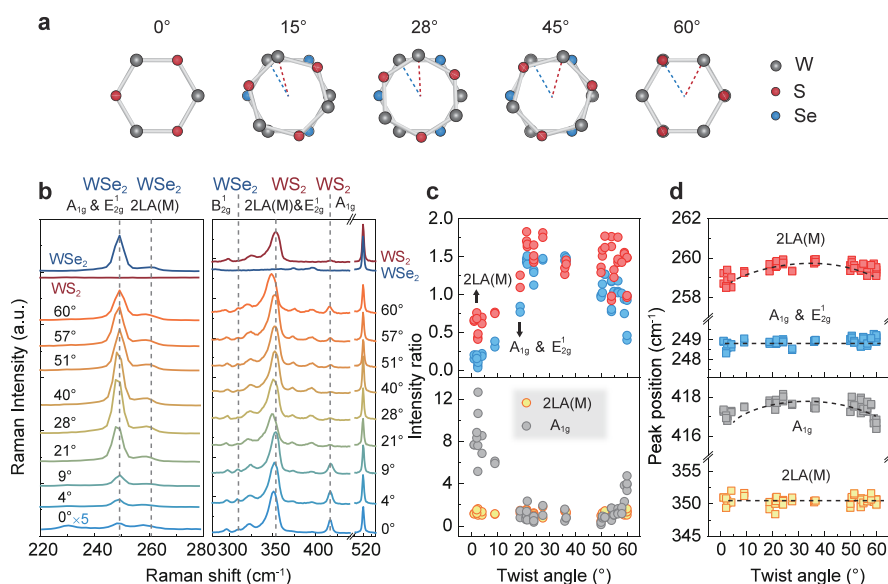 a
0° 15° 28° 45° 60°
W
S
Se
b
WSe₂ WSe₂
A₁g & E¹₂g 2LA(M)
WSe₂ WS₂ WS₂
B¹₂g 2LA(M)&E¹₂g A₁g
Raman Intensity (a.u.)
WSe₂
WS₂
60°
57°
51°
40°
28°
21°
9°
4°
0°×5
WS₂
WSe₂
60°
57°
51°
40°
28°
21°
9°
4°
0°
220 240 260 280
300 350 400 520
Raman shift (cm⁻¹)
c
Intensity ratio
2.0
1.5
1.0
0.5
0.0
2LA(M)
A₁g & E¹₂g
12
8
4
0
2LA(M)
A₁g
0 10 20 30 40 50 60
Twist angle (°)
d
Peak position (cm⁻¹)
262
260
258
249
248
418
416
355
350
345
2LA(M)
A₁g & E¹₂g
A₁g
2LA(M)
0 10 20 30 40 50 60
Twist angle (°)